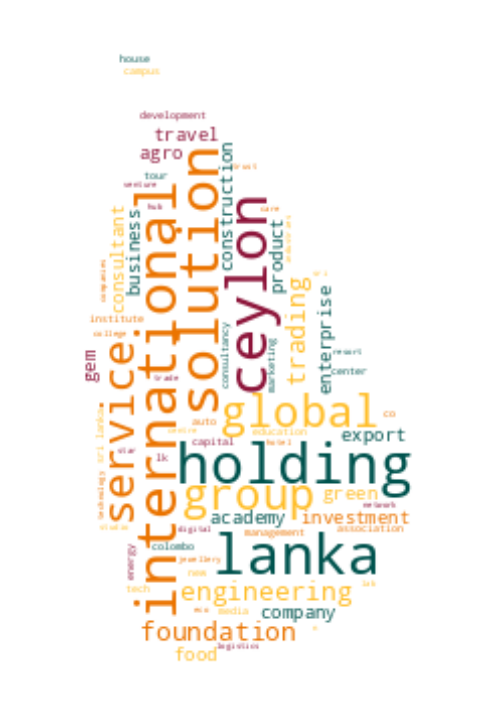 house
campus
development
travel
agro
trust
tour
venture
hub
care
international
solution
construction
ceylon
consultant
business
product
companies
trading
enterprise
institute
college
service
gem
consultancy
marketing
resort
center
trade
sri lanka
global
auto
centre
education
co
capital
hotel
export
star
lk
holding
technology
group
green
network
academy
investment
studio
digital
management
association
colombo
lanka
energy
jewellery
new
tech
engineering
lab
eco
media
company
foundation
logistics
food